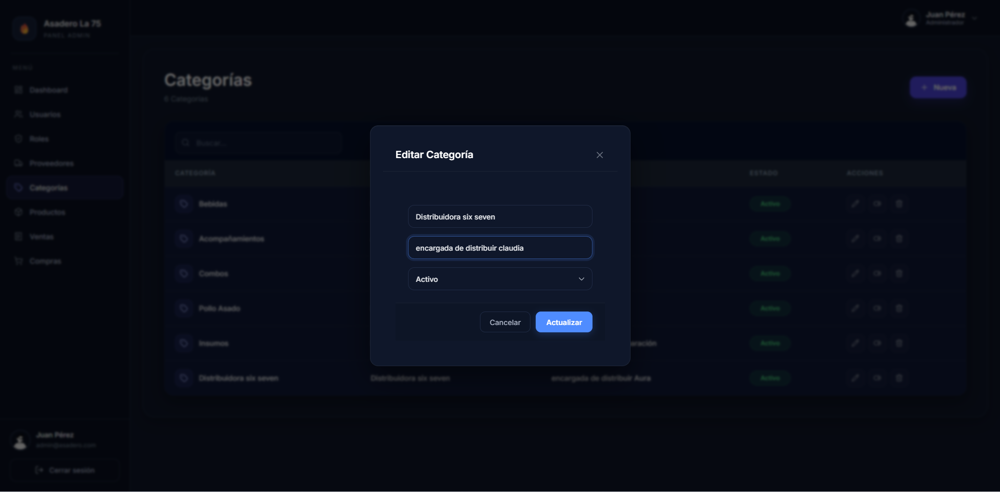 Asadero La 75
PANEL ADMIN
Juan Pérez
Administrador
MENÚ
Dashboard
Usuarios
Roles
Proveedores
Categorías
Productos
Ventas
Compras
Juan Pérez
admin@asadero.com
Cerrar sesión
Categorías
6 Categorías
Nueva
Buscar...
CATEGORÍA
ESTADO
ACCIONES
Bebidas
Activo
Acompañamientos
Activo
Combos
Activo
Pollo Asado
Activo
Insumos
Activo
Distribuidora six seven
Distribuidora six seven
encargada de distribuir Aura
Activo
Editar Categoría
Distribuidora six seven
encargada de distribuir claudia
Activo
Cancelar
Actualizar